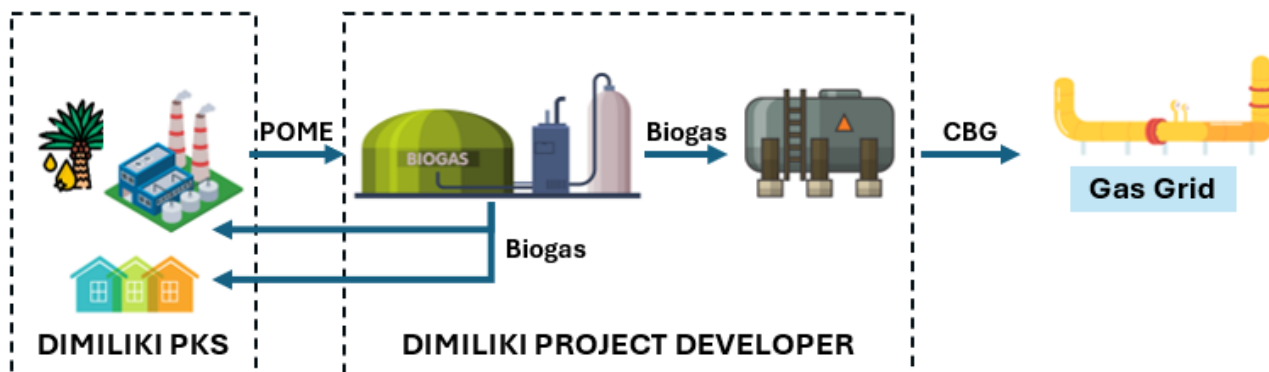 POME
BIOGAS
Biogas
CBG
Gas Grid
Biogas
DIMILIKI PKS
DIMILIKI PROJECT DEVELOPER